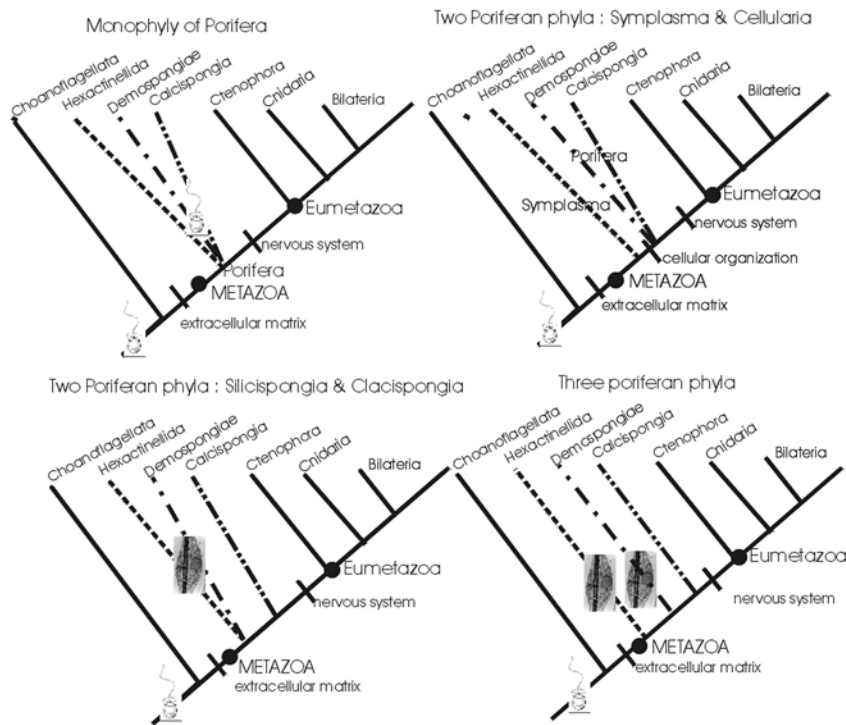 Monophyly of Porifera
Choanoflagellata
Hexactinellida
Demospongiae
Calcispongia
Ctenophora
Cnidaria
Bilateria
Eumetazoa
nervous system
Porifera
METAZOA
extracellular matrix
Two Poriferan phyla : Symplasma & Cellularia
Choanoflagellata
Hexactinellida
Demospongiae
Calcispongia
Ctenophora
Cnidaria
Bilateria
Porifera
Symplasma
Eumetazoa
nervous system
cellular organization
METAZOA
extracellular matrix
Two Poriferan phyla : Silicispongia & Clacispongia
Choanoflagellata
Hexactinellida
Demospongiae
Calcispongia
Ctenophora
Cnidaria
Bilateria
Eumetazoa
nervous system
METAZOA
extracellular matrix
Three poriferan phyla
Choanoflagellata
Hexactinellida
Demospongiae
Calcispongia
Ctenophora
Cnidaria
Bilateria
Eumetazoa
nervous system
METAZOA
extracellular matrix